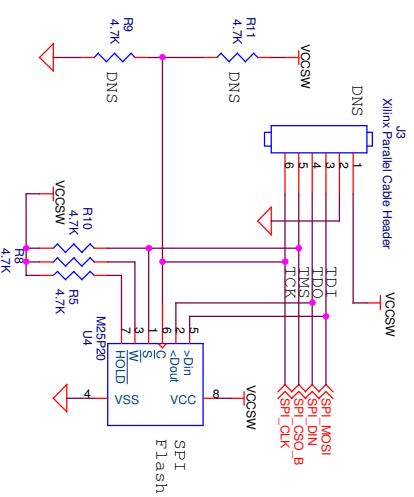 R9
4.7K
DNS
R11
4.7K
DNS
VCCSW
J3
Xilinx Parallel Cable Header
DNS
6
5
4
3
2
1
VCCSW
TCK
TMS
TDO
TDI
SPI_MOSI
SPI_DIN
SPI_CSO_B
SPI_CLK
VCCSW
R10
4.7K
R8
4.7K
R5
4.7K
M25P20
U4
7
3
1
6
2
5
HOLD
W
S
C
<Dout
>Din
4
VSS
VCC
8
VCCSW
SPI
Flash